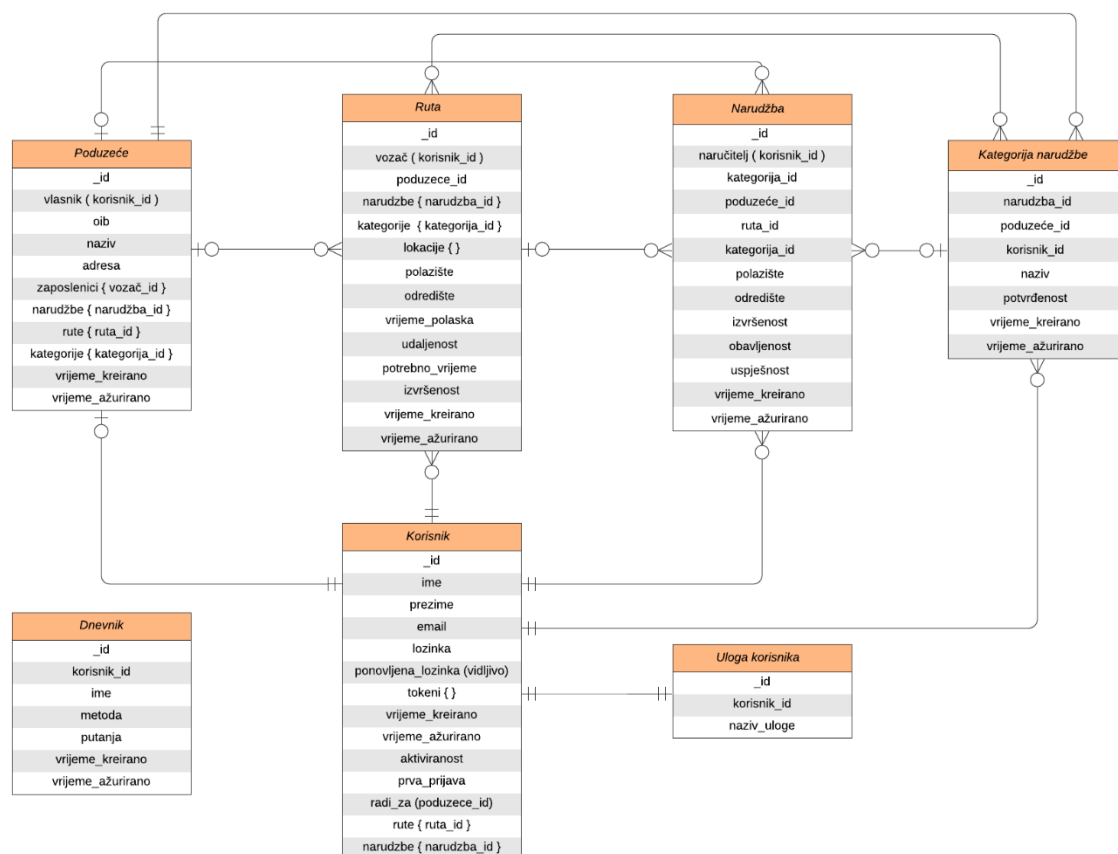 Poduzeće
_id
vlasnik ( korisnik_id )
oib
naziv
adresa
zaposlenici { vozač_id }
narudžbe { narudžba_id }
rute { ruta_id }
kategorije { kategorija_id }
vrijeme_kreirano
vrijeme_ažurirano
Ruta
_id
vozač ( korisnik_id )
poduzece_id
narudzbe { narudzba_id }
kategorije { kategorija_id }
lokacije { }
polazište
odredište
vrijeme_polaska
udaljenost
potrebno_vrijeme
izvršenost
vrijeme_kreirano
vrijeme_ažurirano
Narudžba
_id
naručitelj ( korisnik_id )
kategorija_id
poduzeće_id
ruta_id
kategorija_id
polazište
odredište
izvršenost
obavljenost
uspješnost
vrijeme_kreirano
vrijeme_ažurirano
Kategorija narudžbe
_id
narudzba_id
poduzeće_id
korisnik_id
naziv
potvrđenost
vrijeme_kreirano
vrijeme_ažurirano
Korisnik
_id
ime
prezime
email
lozinka
ponovljena_lozinka (vidljivo)
tokeni { }
vrijeme_kreirano
vrijeme_ažurirano
aktiviranost
prva_prijava
radi_za (poduzece_id)
rute { ruta_id }
narudzbe { narudzba_id }
Dnevnik
_id
korisnik_id
ime
metoda
putanja
vrijeme_kreirano
vrijeme_ažurirano
Uloga korisnika
_id
korisnik_id
naziv_uloge